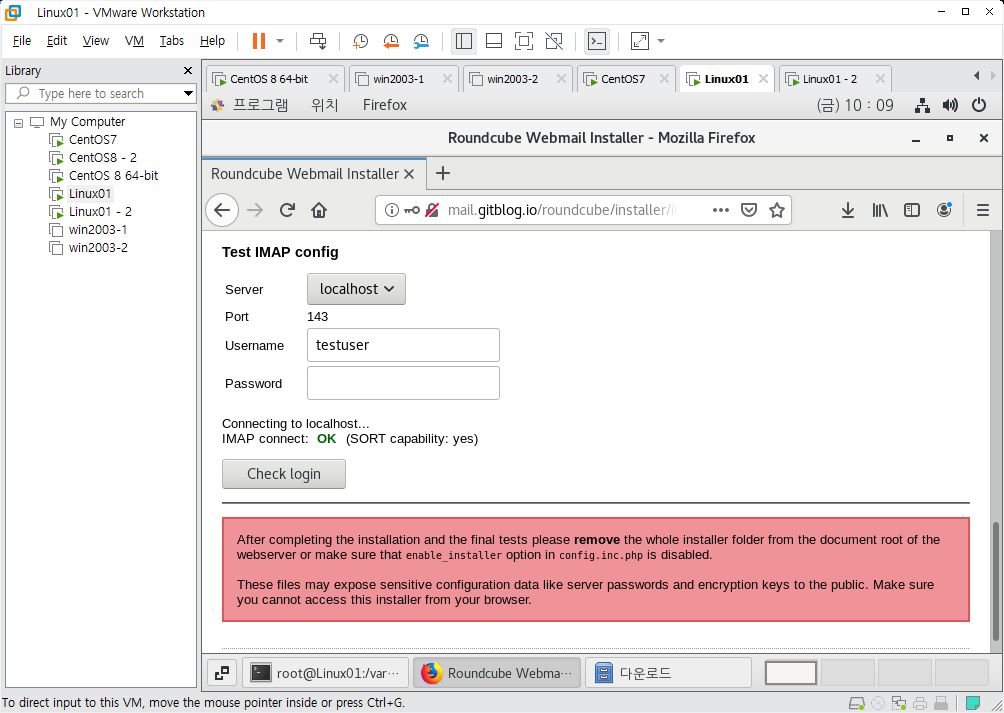 Linux01 - VMware Workstation
File Edit View VM Tabs Help
Library
Type here to search
My Computer
CentOS7
CentOS8 - 2
CentOS 8 64-bit
Linux01
Linux01 - 2
win2003-1
win2003-2
CentOS 8 64-bit win2003-1 win2003-2 CentOS7 Linux01 Linux01 - 2
프로그램 위치 Firefox (금) 10 : 09
Roundcube Webmail Installer - Mozilla Firefox
Roundcube Webmail Installer
mail.gitblog.io/roundcube/installer/
Test IMAP config
Server localhost
Port 143
Username testuser
Password
Connecting to localhost...
IMAP connect: OK (SORT capability: yes)
Check login
After completing the installation and the final tests please remove the whole installer folder from the document root of the
webserver or make sure that enable_installer option in config.inc.php is disabled.
These files may expose sensitive configuration data like server passwords and encryption keys to the public. Make sure
you cannot access this installer from your browser.
root@Linux01:/var··· Roundcube Webma··· 다운로드
To direct input to this VM, move the mouse pointer inside or press Ctrl+G.